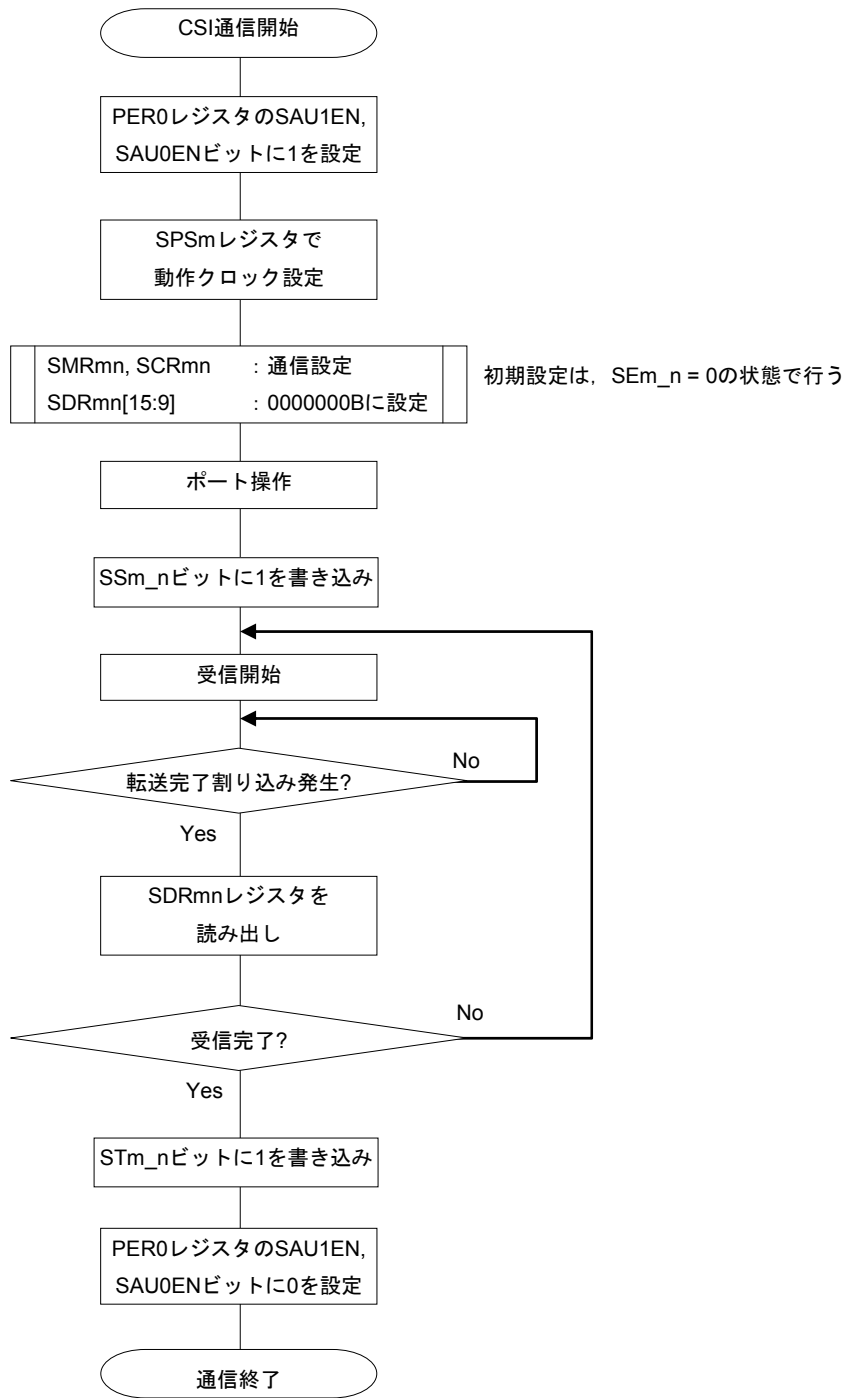 CSI通信開始
PER0レジスタのSAU1EN,
SAU0ENビットに1を設定
SPSmレジスタで
動作クロック設定
SMRmn, SCRmn ：通信設定
SDRmn[15:9] ：0000000Bに設定
初期設定は，SEm_n = 0の状態で行う
ポート操作
SSm_nビットに1を書き込み
受信開始
転送完了割り込み発生?
No
Yes
SDRmnレジスタを
読み出し
受信完了?
No
Yes
STm_nビットに1を書き込み
PER0レジスタのSAU1EN,
SAU0ENビットに0を設定
通信終了